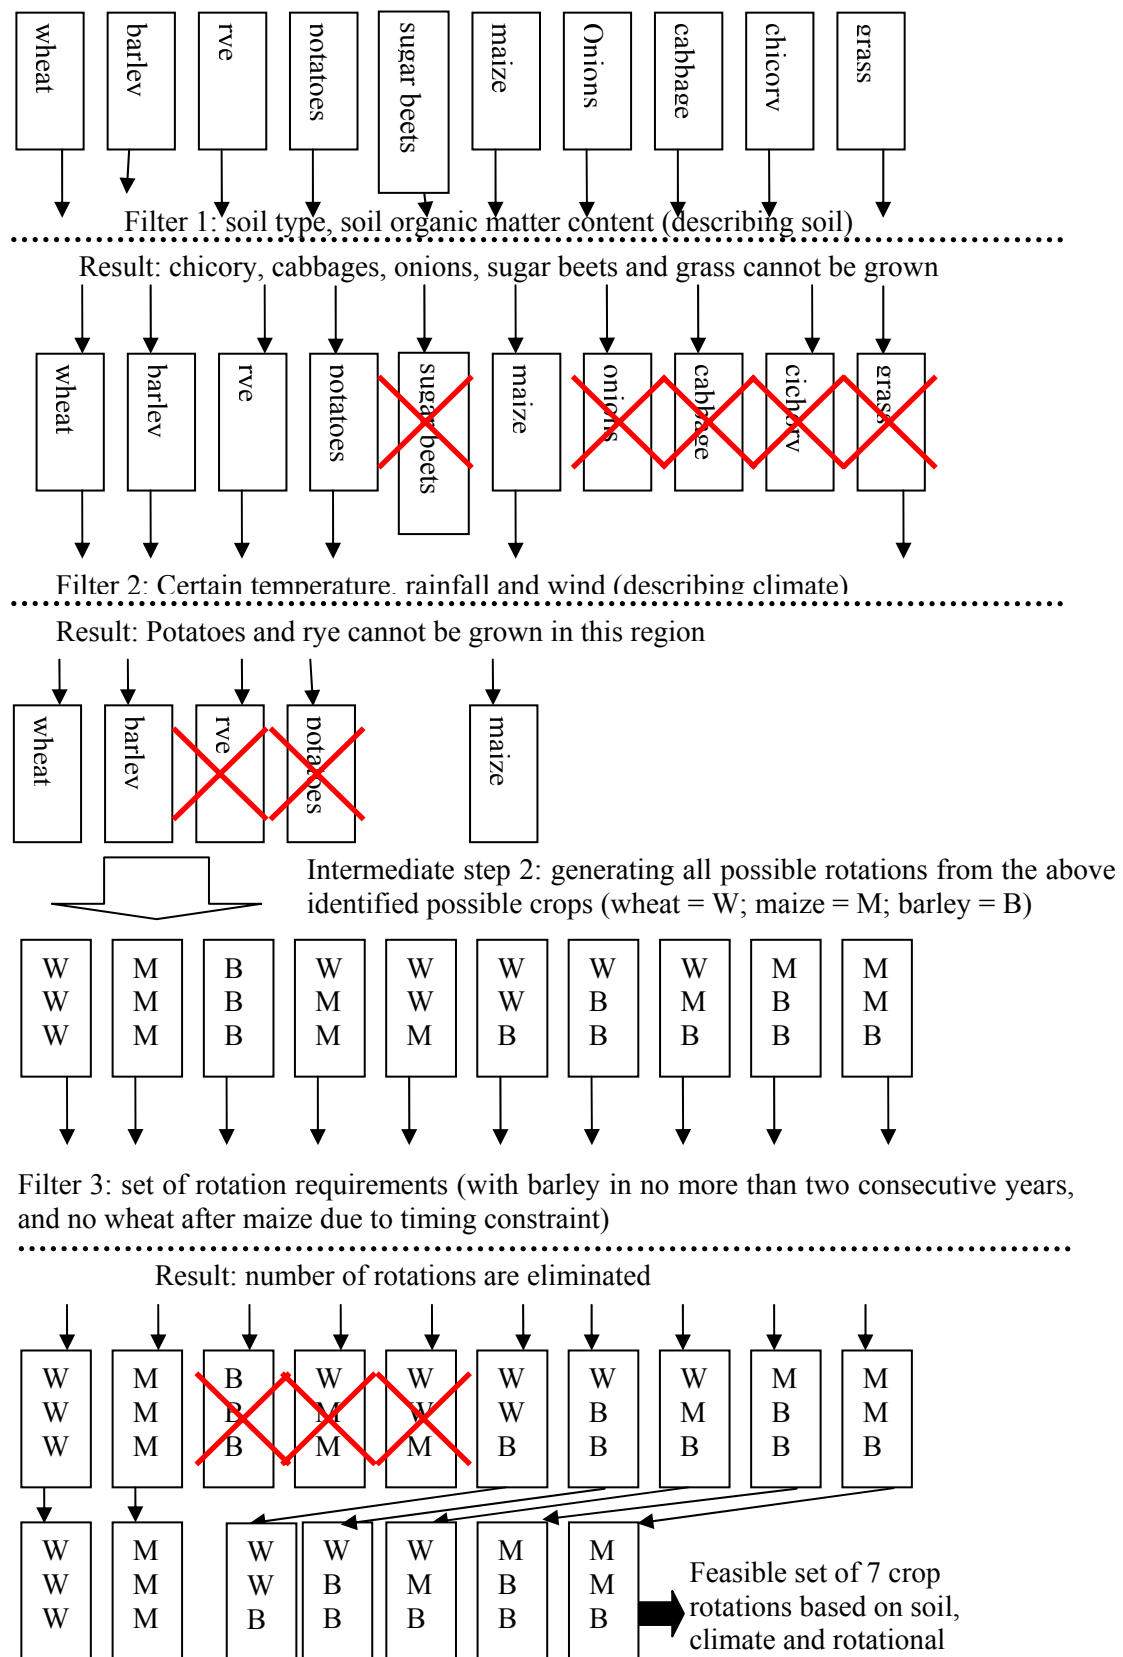 wheat
barley
rye
potatoes
sugar beets
maize
Onions
cabbage
chicory
grass
Filter 1: soil type, soil organic matter content (describing soil)
Result: chicory, cabbages, onions, sugar beets and grass cannot be grown
wheat
barley
rye
potatoes
sugar beets
maize
onions
cabbage
cichory
grass
Filter 2: Certain temperature, rainfall and wind (describing climate)
Result: Potatoes and rye cannot be grown in this region
wheat
barley
rye
potatoes
maize
Intermediate step 2: generating all possible rotations from the above
identified possible crops (wheat = W; maize = M; barley = B)
W M B W W W W W M M
W M B M W W B M B M
W M B M M B B B B B
Filter 3: set of rotation requirements (with barley in no more than two consecutive years,
and no wheat after maize due to timing constraint)
Result: number of rotations are eliminated
W M B W W W W W M M
W M B M W W B M B M
W M B M M B B B B B
W M W W W M M
W M W B M B M
W M B B B B B
Feasible set of 7 crop
rotations based on soil,
climate and rotational